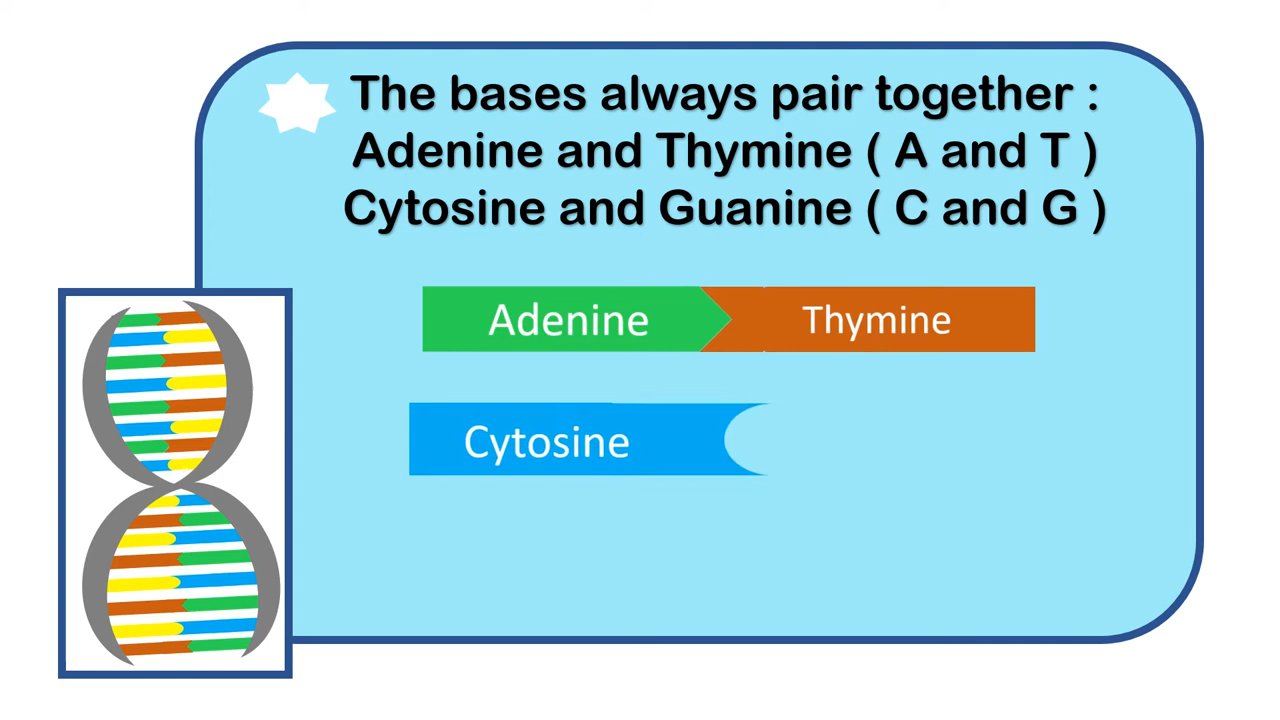 The bases always pair together :
Adenine and Thymine ( A and T )
Cytosine and Guanine ( C and G )
Adenine Thymine
Cytosine